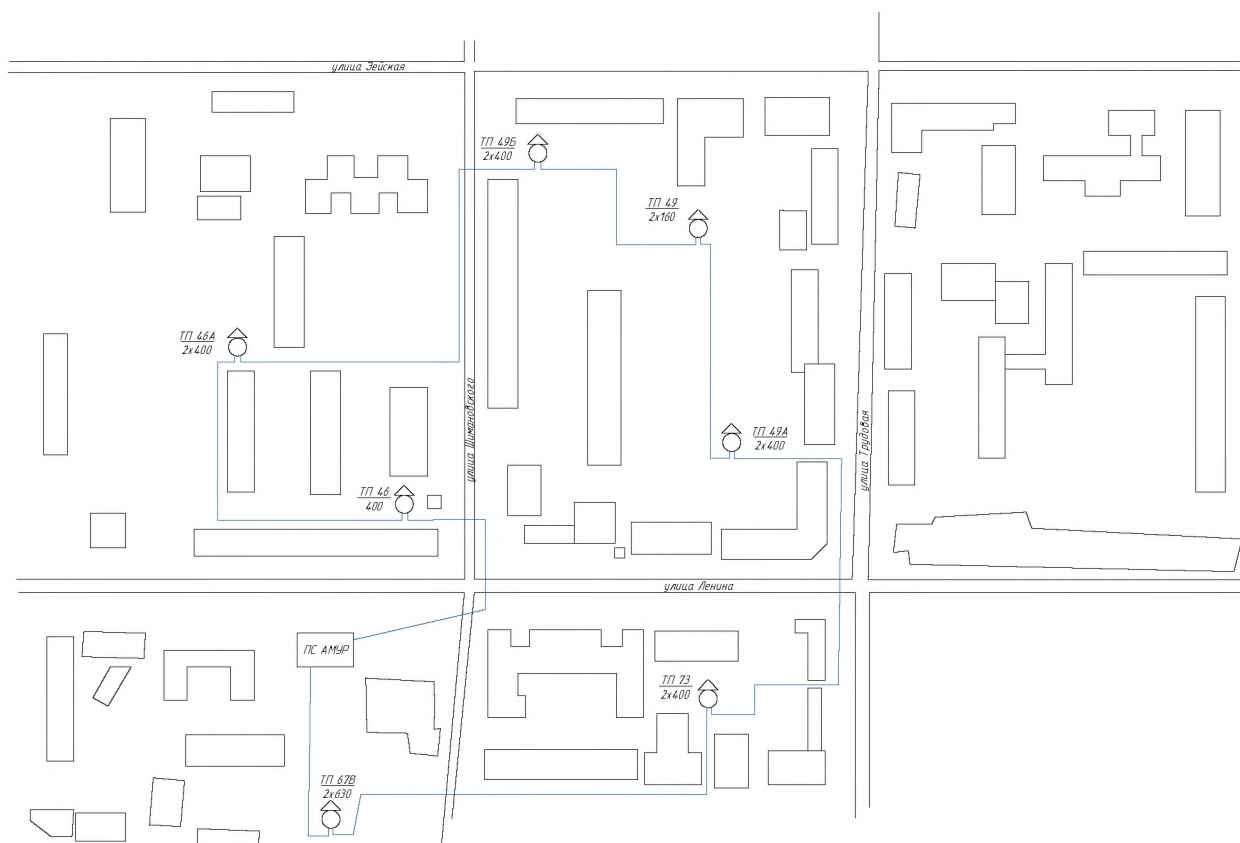 улица Зейская
ТП 49Б
2х400
ТП 49
2х160
ТП 46А
2х400
улица Шимановского
улица Трудовая
ТП 49А
2х400
ТП 46
400
улица Ленина
ПС АМУР
ТП 73
2х400
ТП 67В
2х630